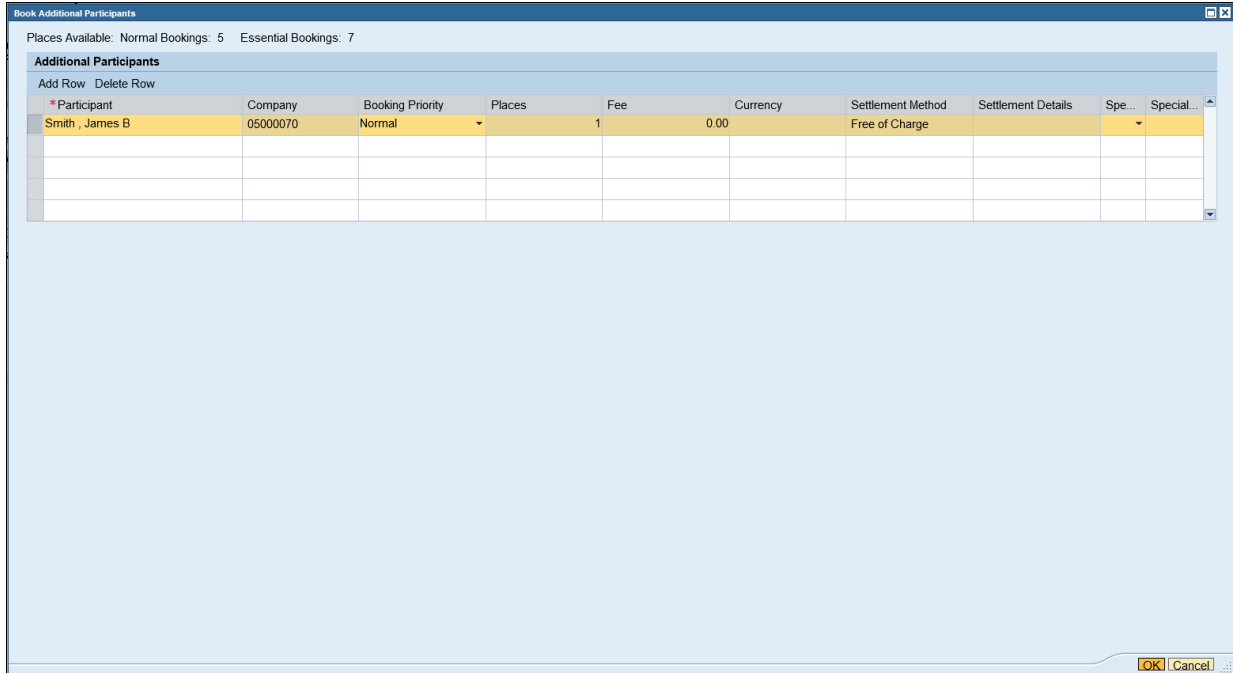 Book Additional Participants
Places Available: Normal Bookings: 5 Essential Bookings: 7
Additional Participants
Add Row Delete Row
*Participant Company Booking Priority Places Fee Currency Settlement Method Settlement Details Spe... Special...
Smith , James B 05000070 Normal 1 0.00 Free of Charge
OK Cancel